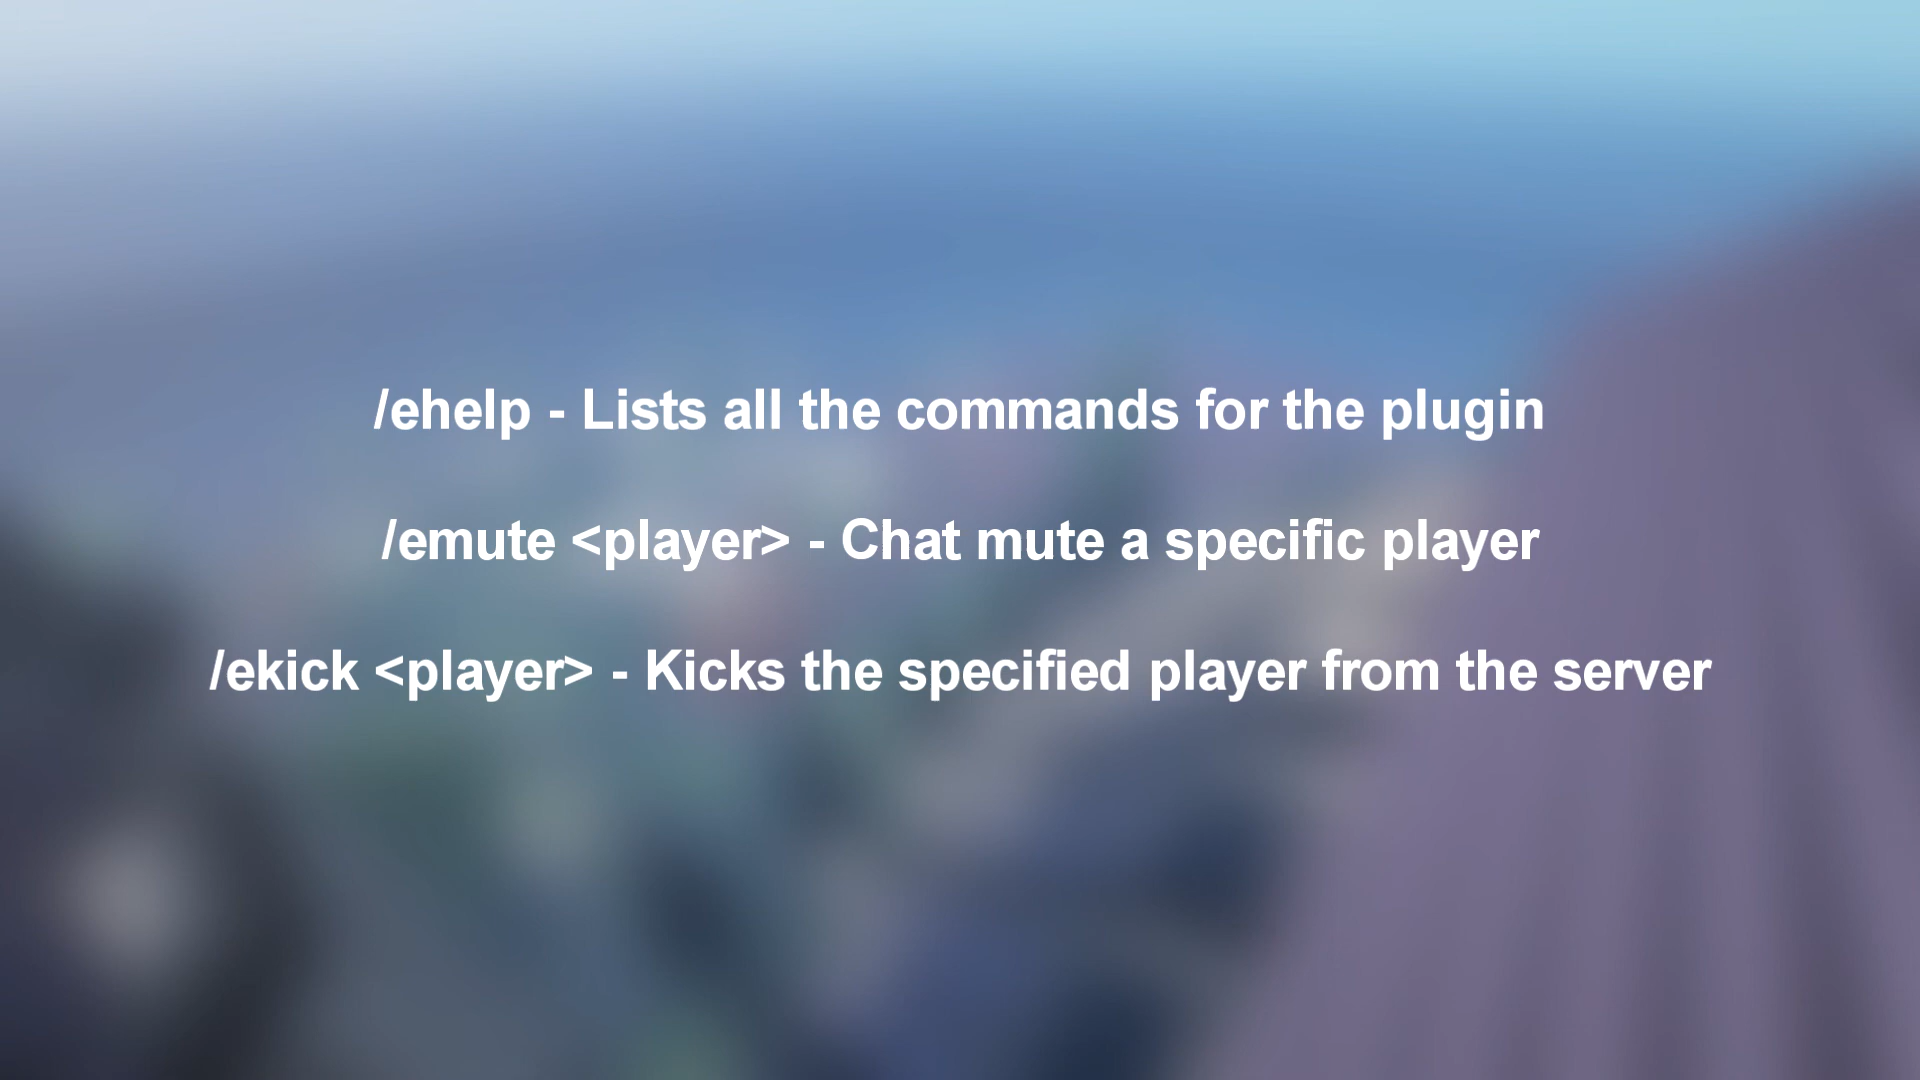 /ehelp - Lists all the commands for the plugin
/emute <player> - Chat mute a specific player
/ekick <player> - Kicks the specified player from the server